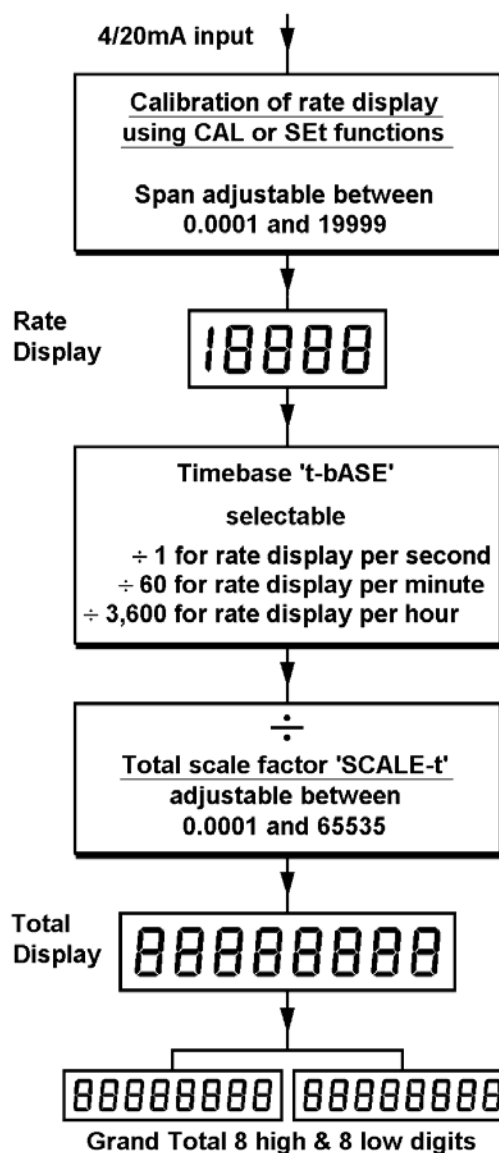 4/20mA input
Calibration of rate display
using CAL or SEt functions
Span adjustable between
0.0001 and 19999
Rate
Display
18888
Timebase 't-bASE'
selectable
÷ 1 for rate display per second
÷ 60 for rate display per minute
÷ 3,600 for rate display per hour
÷
Total scale factor 'SCALE-t'
adjustable between
0.0001 and 65535
Total
Display
88888888
88888888 88888888
Grand Total 8 high & 8 low digits